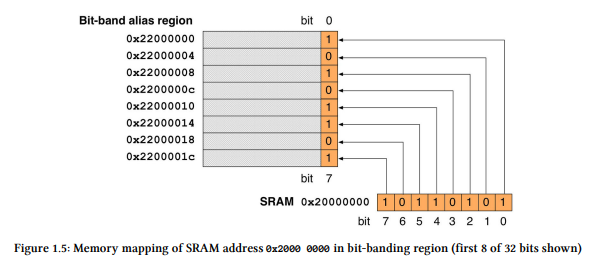 Bit-band alias region bit 0
0x22000000 1
0x22000004 0
0x22000008 1
0x2200000c 0
0x22000010 1
0x22000014 1
0x22000018 0
0x2200001c 1
bit 7
SRAM 0x20000000 1 0 1 1 0 1 0 1
bit 7 6 5 4 3 2 1 0
Figure 1.5: Memory mapping of SRAM address 0x2000 0000 in bit-banding region (first 8 of 32 bits shown)